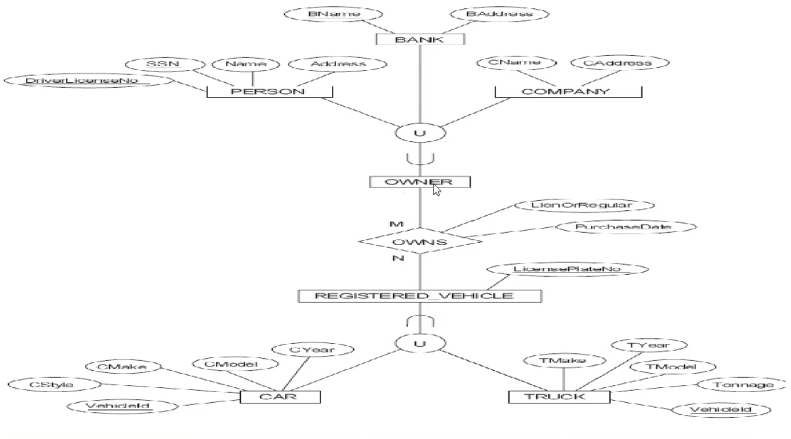 BName
BAddress
BANK
SSN
Name
Address
CName
CAddress
DriverLicenseNo
PERSON
COMPANY
U
OWNER
LienOrRegular
M
PurchaseDate
OWNS
N
LicensePlateNo
REGISTERED_VEHICLE
U
CYear
TYear
CMake
CModel
TMake
TModel
CStyle
Tonnage
CAR
TRUCK
VehicleId
VehicleId